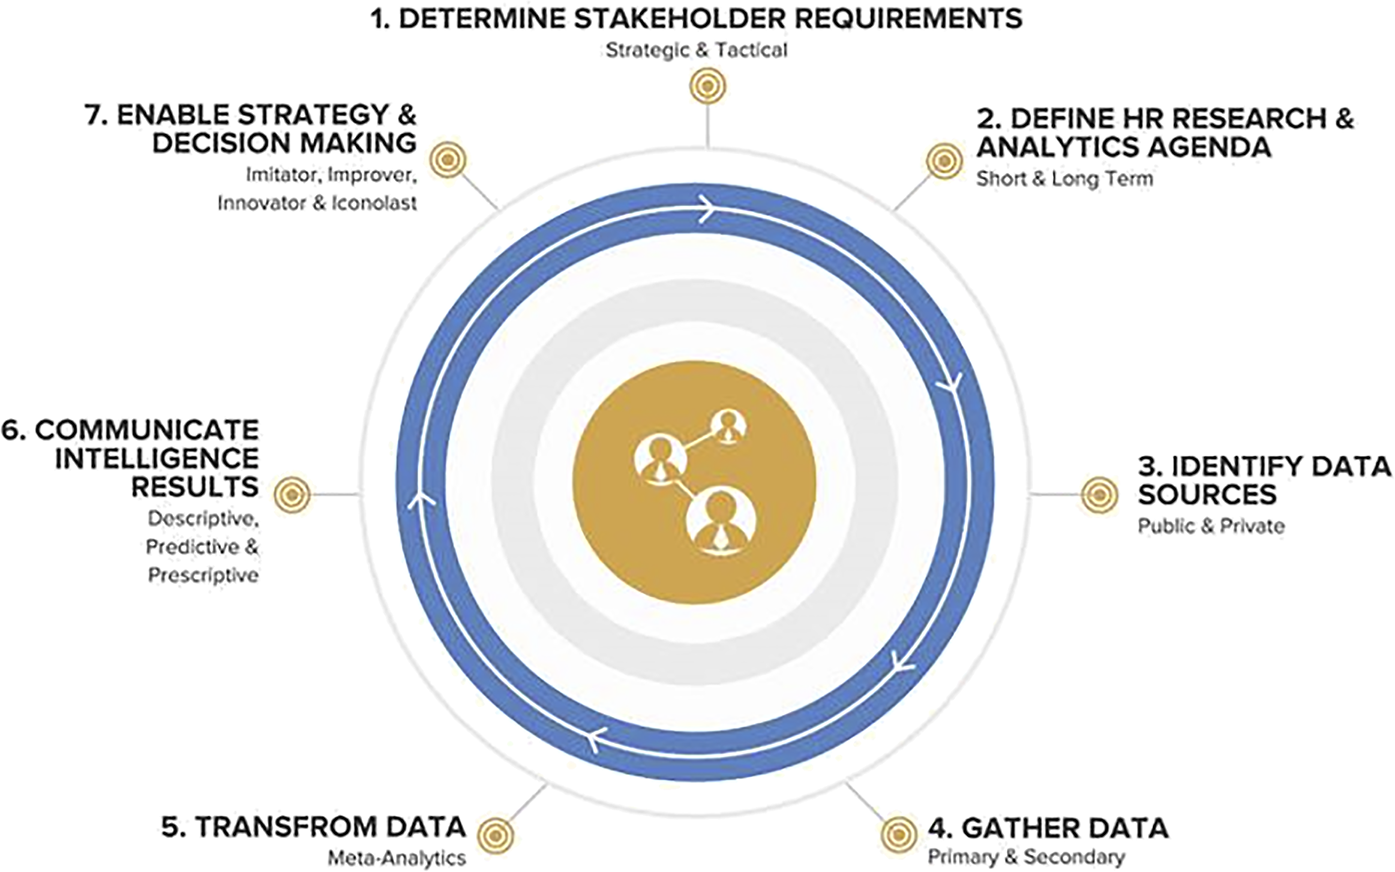 1. DETERMINE STAKEHOLDER REQUIREMENTS
Strategic & Tactical
2. DEFINE HR RESEARCH &
ANALYTICS AGENDA
Short & Long Term
3. IDENTIFY DATA
SOURCES
Public & Private
4. GATHER DATA
Primary & Secondary
5. TRANSFROM DATA
Meta-Analytics
6. COMMUNICATE
INTELLIGENCE
RESULTS
Descriptive,
Predictive &
Prescriptive
7. ENABLE STRATEGY &
DECISION MAKING
Imitator, Improver,
Innovator & Iconolast